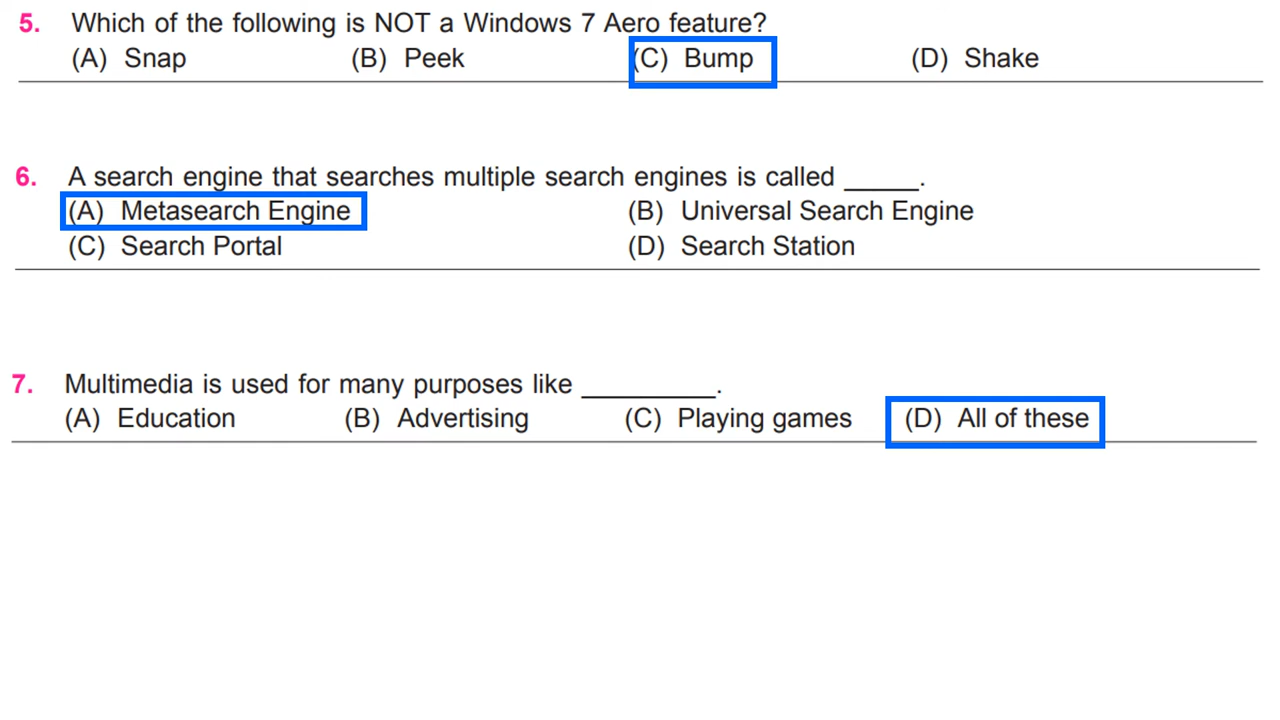 5. Which of the following is NOT a Windows 7 Aero feature?
(A) Snap (B) Peek (C) Bump (D) Shake
6. A search engine that searches multiple search engines is called _____.
(A) Metasearch Engine (B) Universal Search Engine
(C) Search Portal (D) Search Station
7. Multimedia is used for many purposes like _________.
(A) Education (B) Advertising (C) Playing games (D) All of these